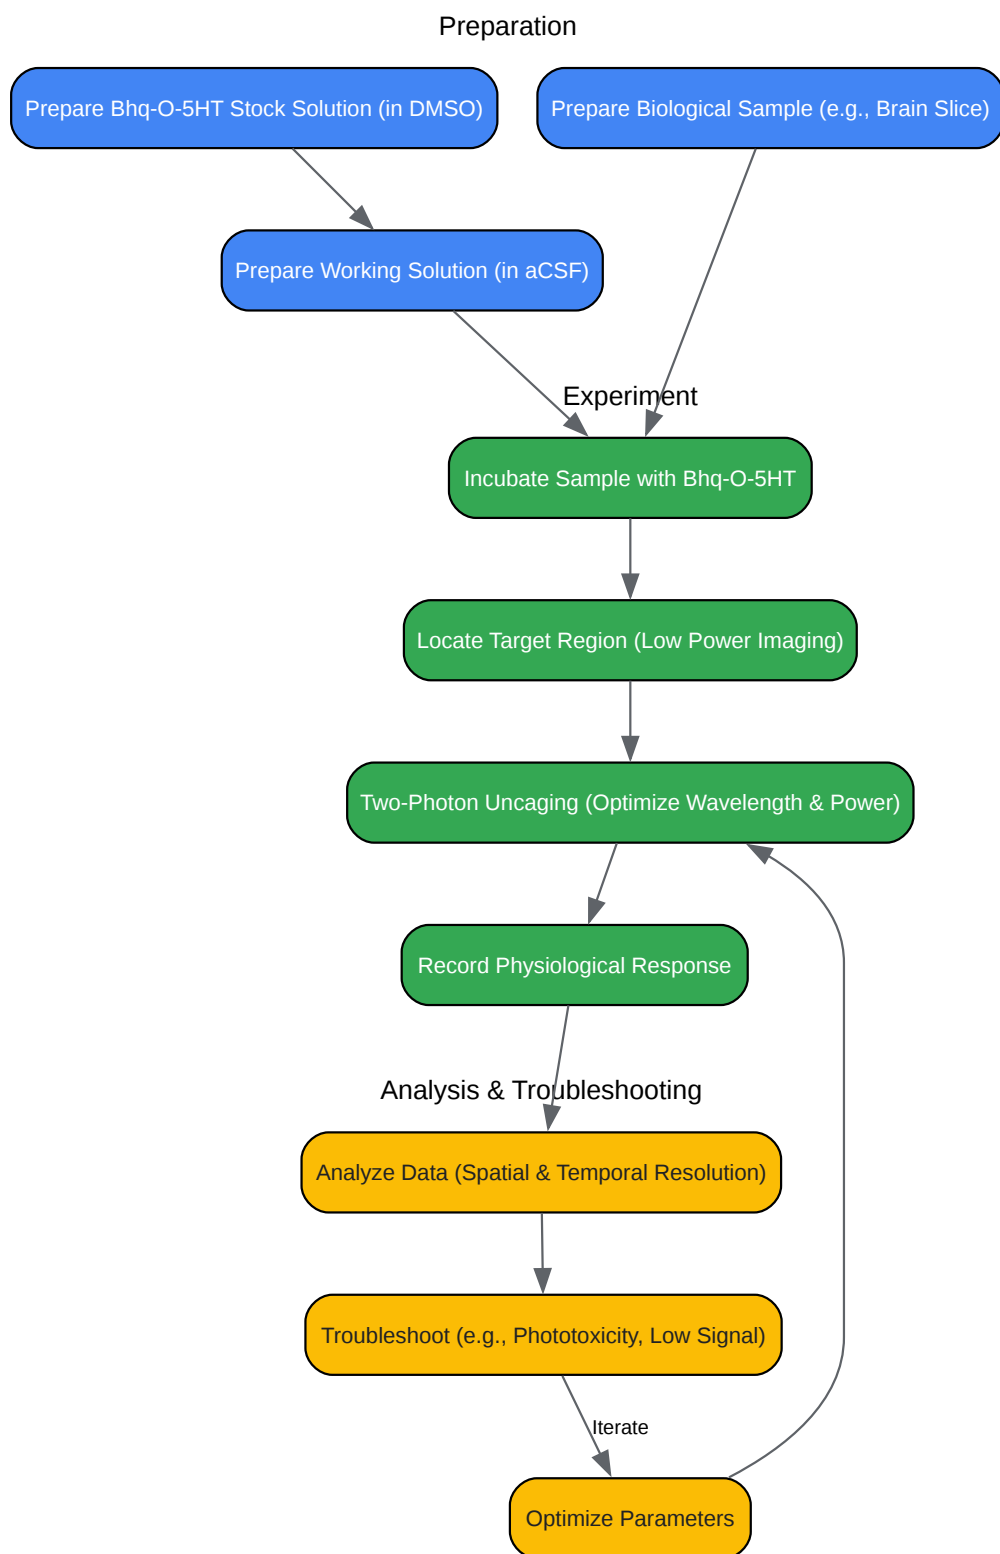 Preparation
Prepare Bhq-O-5HT Stock Solution (in DMSO)
Prepare Biological Sample (e.g., Brain Slice)
Prepare Working Solution (in aCSF)
Experiment
Incubate Sample with Bhq-O-5HT
Locate Target Region (Low Power Imaging)
Two-Photon Uncaging (Optimize Wavelength & Power)
Record Physiological Response
Analysis & Troubleshooting
Analyze Data (Spatial & Temporal Resolution)
Troubleshoot (e.g., Phototoxicity, Low Signal)
Iterate
Optimize Parameters